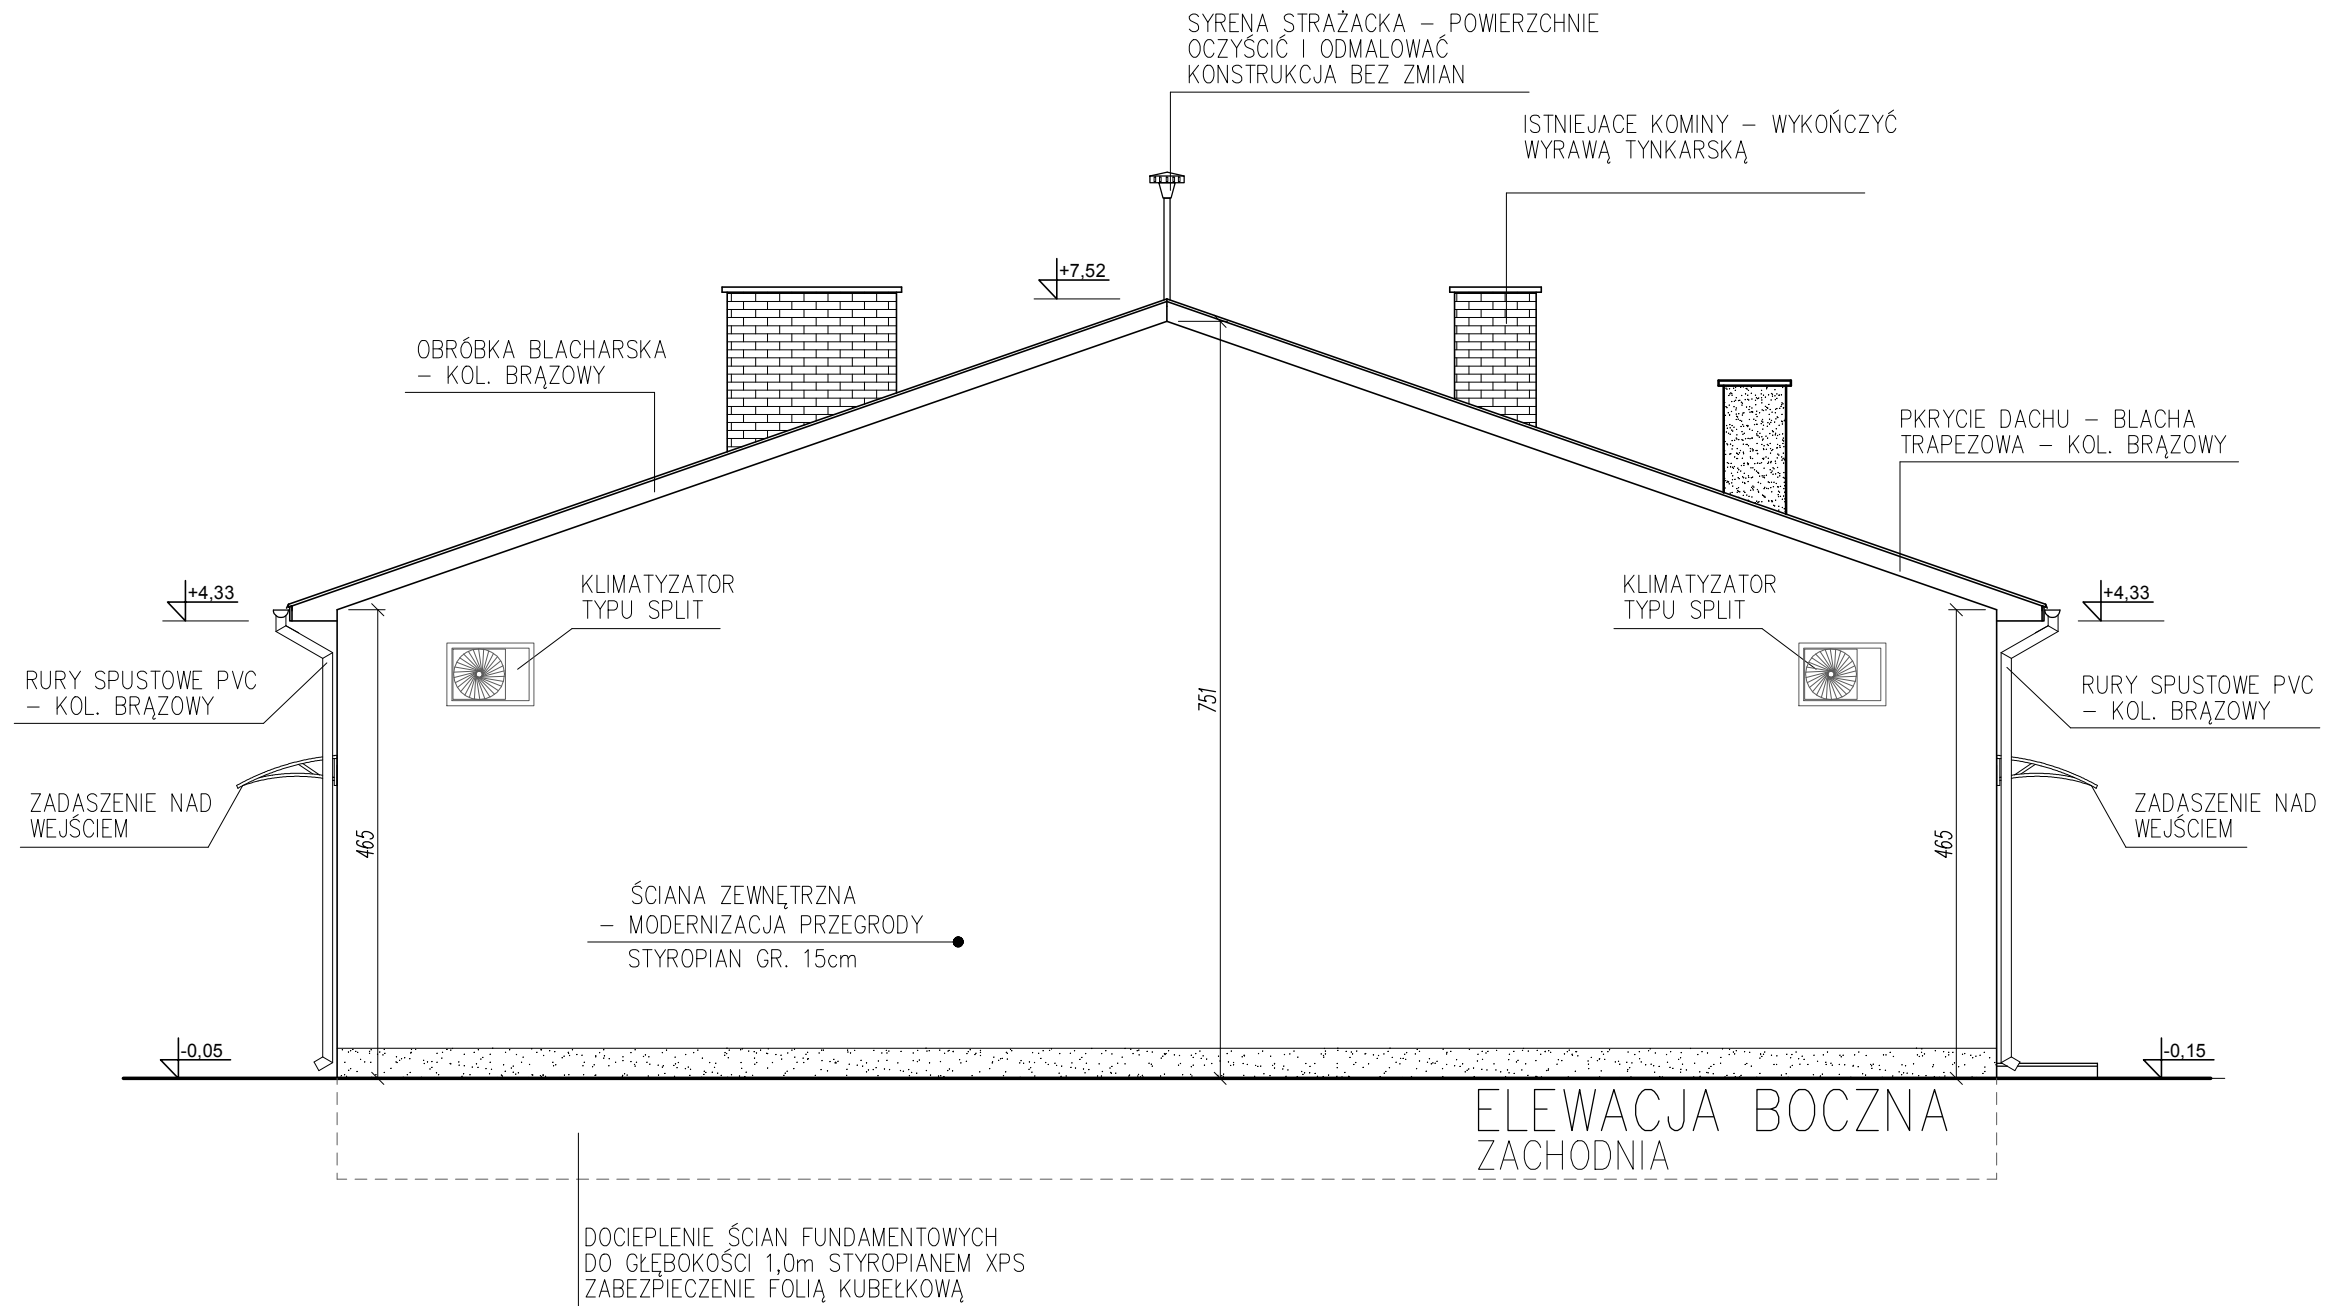 SYRENA STRAŻACKA – POWIERZCHNIE
OCZYŚCIĆ I ODMALOWAĆ
KONSTRUKCJA BEZ ZMIAN
ISTNIEJACE KOMINY – WYKOŃCZYĆ
WYRAWĄ TYNKARSKĄ
+7,52
OBRÓBKA BLACHARSKA
– KOL. BRĄZOWY
PKRYCIE DACHU – BLACHA
TRAPEZOWA – KOL. BRĄZOWY
+4,33
KLIMATYZATOR
TYPU SPLIT
KLIMATYZATOR
TYPU SPLIT
+4,33
RURY SPUSTOWE PVC
– KOL. BRĄZOWY
751
RURY SPUSTOWE PVC
– KOL. BRĄZOWY
ZADASZENIE NAD
WEJŚCIEM
465
465
ZADASZENIE NAD
WEJŚCIEM
ŚCIANA ZEWNĘTRZNA
– MODERNIZACJA PRZEGRODY
STYROPIAN GR. 15cm
-0,05
-0,15
ELEWACJA BOCZNA
ZACHODNIA
DOCIEPLENIE ŚCIAN FUNDAMENTOWYCH
DO GŁĘBOKOŚCI 1,0m STYROPIANEM XPS
ZABEZPIECZENIE FOLIĄ KUBEŁKOWĄ